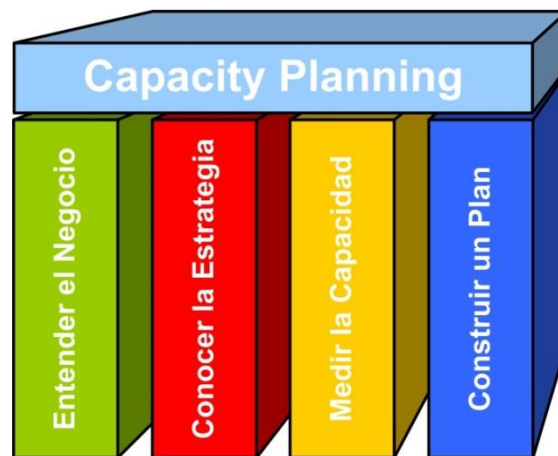 Capacity Planning
Entender el Negocio
Conocer la Estrategia
Medir la Capacidad
Construir un Plan